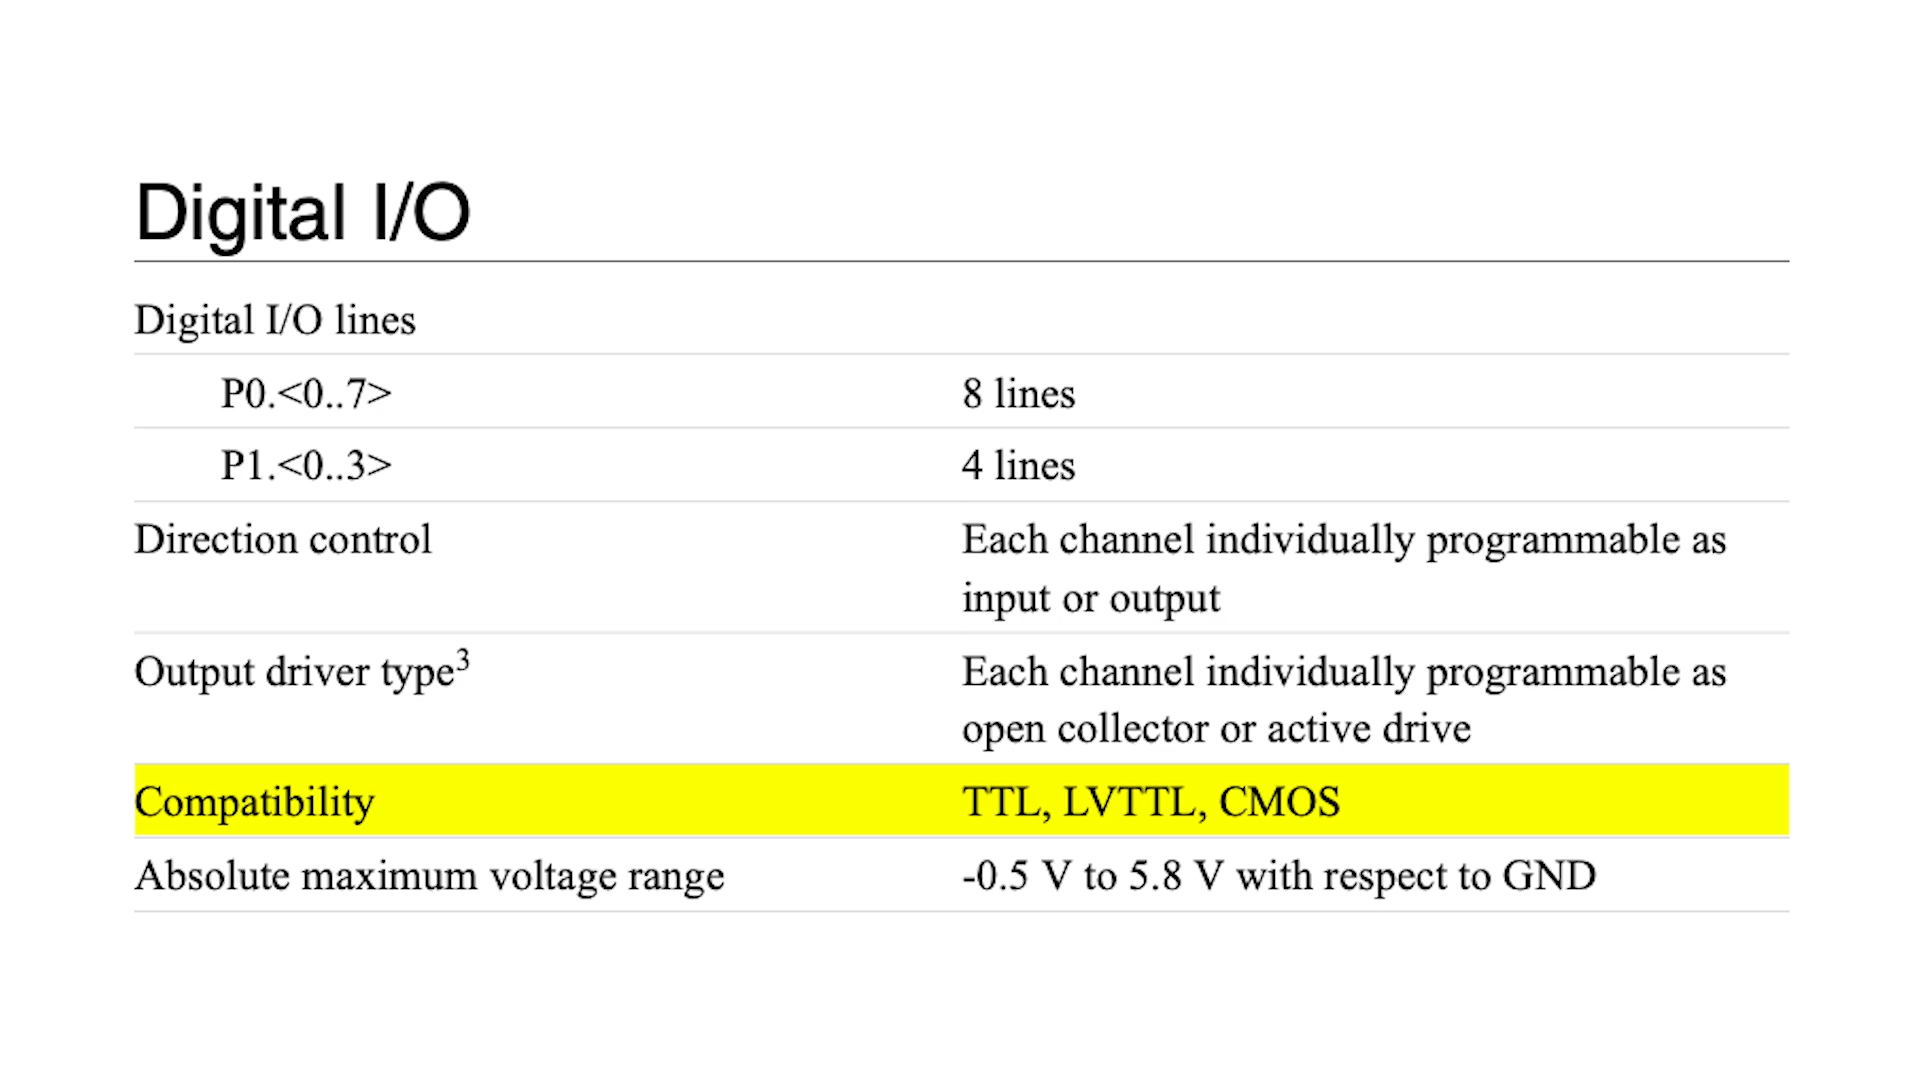 Digital I/O
Digital I/O lines
P0.<0..7> 8 lines
P1.<0..3> 4 lines
Direction control Each channel individually programmable as
input or output
Output driver type³ Each channel individually programmable as
open collector or active drive
Compatibility TTL, LVTTL, CMOS
Absolute maximum voltage range -0.5 V to 5.8 V with respect to GND